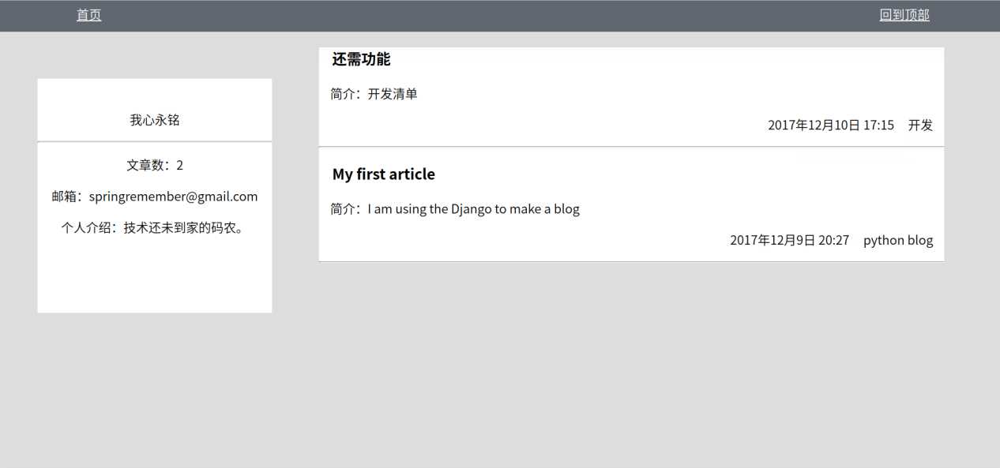 首页
回到顶部
我心永铭
文章数：2
邮箱：springremember@gmail.com
个人介绍：技术还未到家的码农。
还需功能
简介：开发清单
2017年12月10日 17:15 开发
My first article
简介：I am using the Django to make a blog
2017年12月9日 20:27 python blog